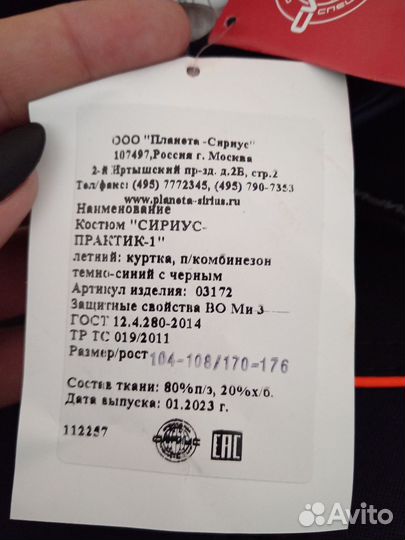 СПЕЦ
ООО "Планета -Сириус"
107497,Россия г. Москва
2-й Иртышский пр-зд. д.2В, стр.2
Тел/факс: (495) 7772345, (495) 790-7353
www.planeta-sirius.ru
Наименование
Костюм "СИРИУС-
ПРАКТИК-1"
летний: куртка, п/комбинезон
темно-синий с черным
Артикул изделия: 03172
Защитные свойства ВО Ми З
ГОСТ 12.4.280-2014
ТР ТС 019/2011
Размер/рост 104-108/170-176
Состав ткани: 80%п/э, 20%х/б.
Дата выпуска: 01.2023 г.
112257
EAC
Avito